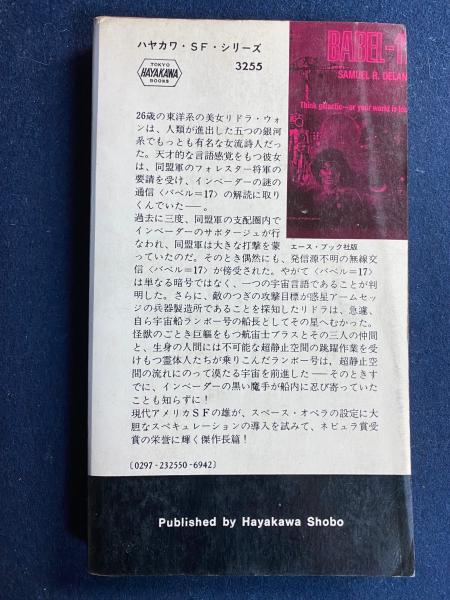 ハヤカワ・SF・シリーズ
TOKYO
HAYAKAWA
BOOKS
3255
BABEL-1
SAMUEL R. DELAN
Think galactic—or your world is lo
26歳の東洋系の美女リドラ・ウォ
ンは、人類が進出した五つの銀河
系でもっとも有名な女流詩人だっ
た。天才的な言語感覚をもつ彼女
は、同盟軍のフォレスター将軍の
要請を受け、インベーダーの謎の
通信〈バベル=17〉の解読に取り
くんでいた──。
過去に三度、同盟軍の支配圏内で
インベーダーのサボタージュが行
なわれ、同盟軍は大きな打撃を蒙
っていたのだ。そのとき偶然にも、発信源不明の無線交
信〈バベル=17〉が傍受された。やがて〈バベル=17〉
は単なる暗号ではなく、一つの宇宙言語であることが判
明した。さらに、敵のつぎの攻撃目標が惑星アームセッ
ジの兵器製造所であることを探知したリドラは、急遽、
自ら宇宙船ランボー号の船長としてその星へむかった。
怪獣のごとき巨軀をもつ航宙士ブラスとその三人の仲間
と、生身の人間には不可能な超静止空間の跳躍作業を受
けもつ霊体人たちが乗りこんだランボー号は、超静止空
間の流れにのって漠たる宇宙を前進した──そのときす
でに、インベーダーの黒い魔手が船内に忍び寄っていた
ことも知らずに！
現代アメリカSFの雄が、スペース・オペラの設定に大
胆なスペキュレーションの導入を試みて、ネビュラ賞受
賞の栄誉に輝く傑作長篇！
エース・ブック社版
〔0297-232550-6942〕
Published by Hayakawa Shobo